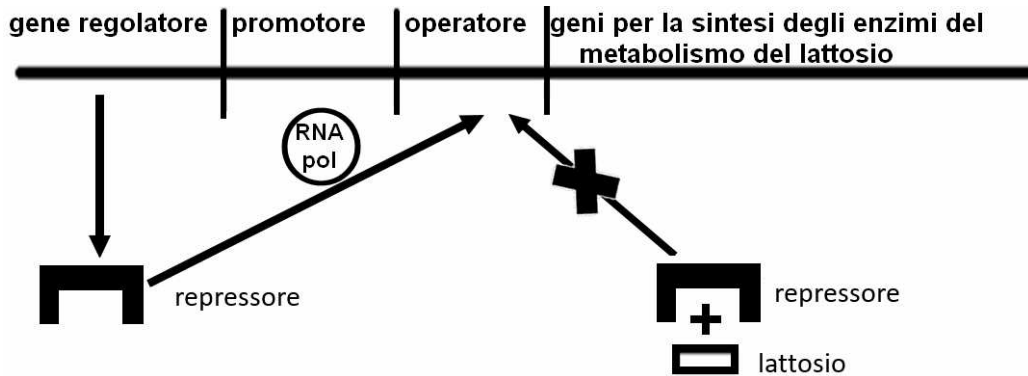 gene regolatore promotore operatore geni per la sintesi degli enzimi del
metabolismo del lattosio
RNA
pol
repressore
repressore
+
lattosio